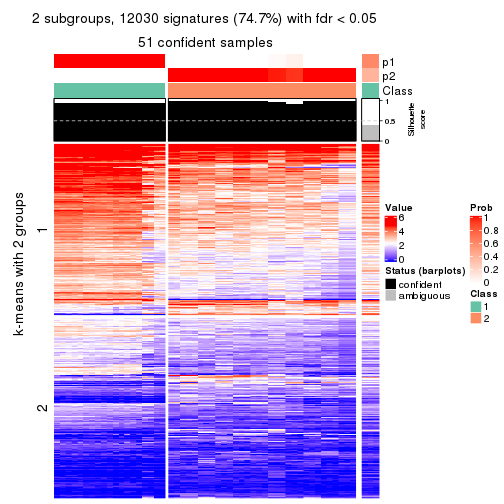 2 subgroups, 12030 signatures (74.7%) with fdr < 0.05
51 confident samples
p1
p2
Class
1
0.5
0
Silhouette
score
k-means with 2 groups
1
2
Value
6
4
2
0
Status (barplots)
confident
ambiguous
Prob
1
0.8
0.6
0.4
0.2
0
Class
1
2